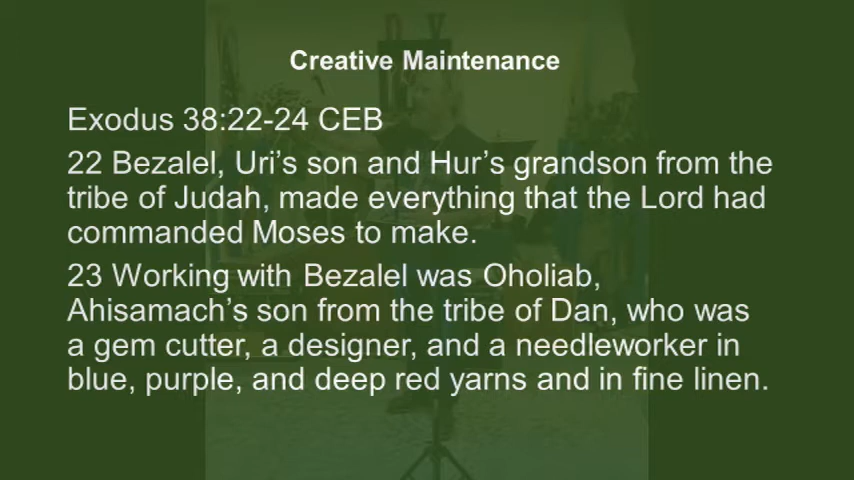 Creative Maintenance
Exodus 38:22-24 CEB
22 Bezalel, Uri’s son and Hur’s grandson from the
tribe of Judah, made everything that the Lord had
commanded Moses to make.
23 Working with Bezalel was Oholiab,
Ahisamach’s son from the tribe of Dan, who was
a gem cutter, a designer, and a needleworker in
blue, purple, and deep red yarns and in fine linen.